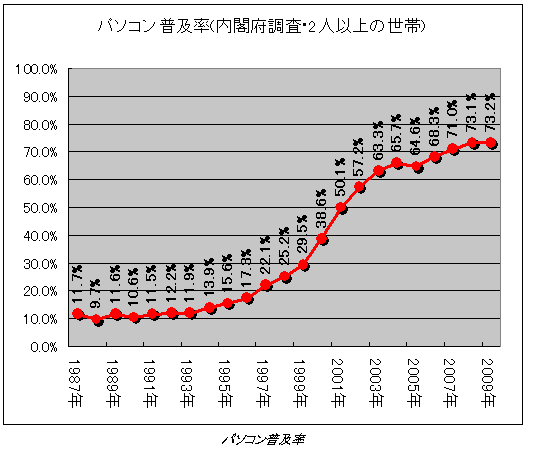 パソコン普及率(内閣府調査・2人以上の世帯)
100.0%
90.0%
80.0%
70.0%
60.0%
50.0%
40.0%
30.0%
20.0%
10.0%
0.0%
11.7%
9.7%
11.6%
10.6%
11.5%
12.2%
11.9%
13.9%
15.6%
17.3%
22.1%
25.2%
29.5%
38.6%
50.1%
57.2%
63.3%
65.7%
64.6%
68.3%
71.0%
73.1%
73.2%
1987年
1989年
1991年
1993年
1995年
1997年
1999年
2001年
2003年
2005年
2007年
2009年
パソコン普及率